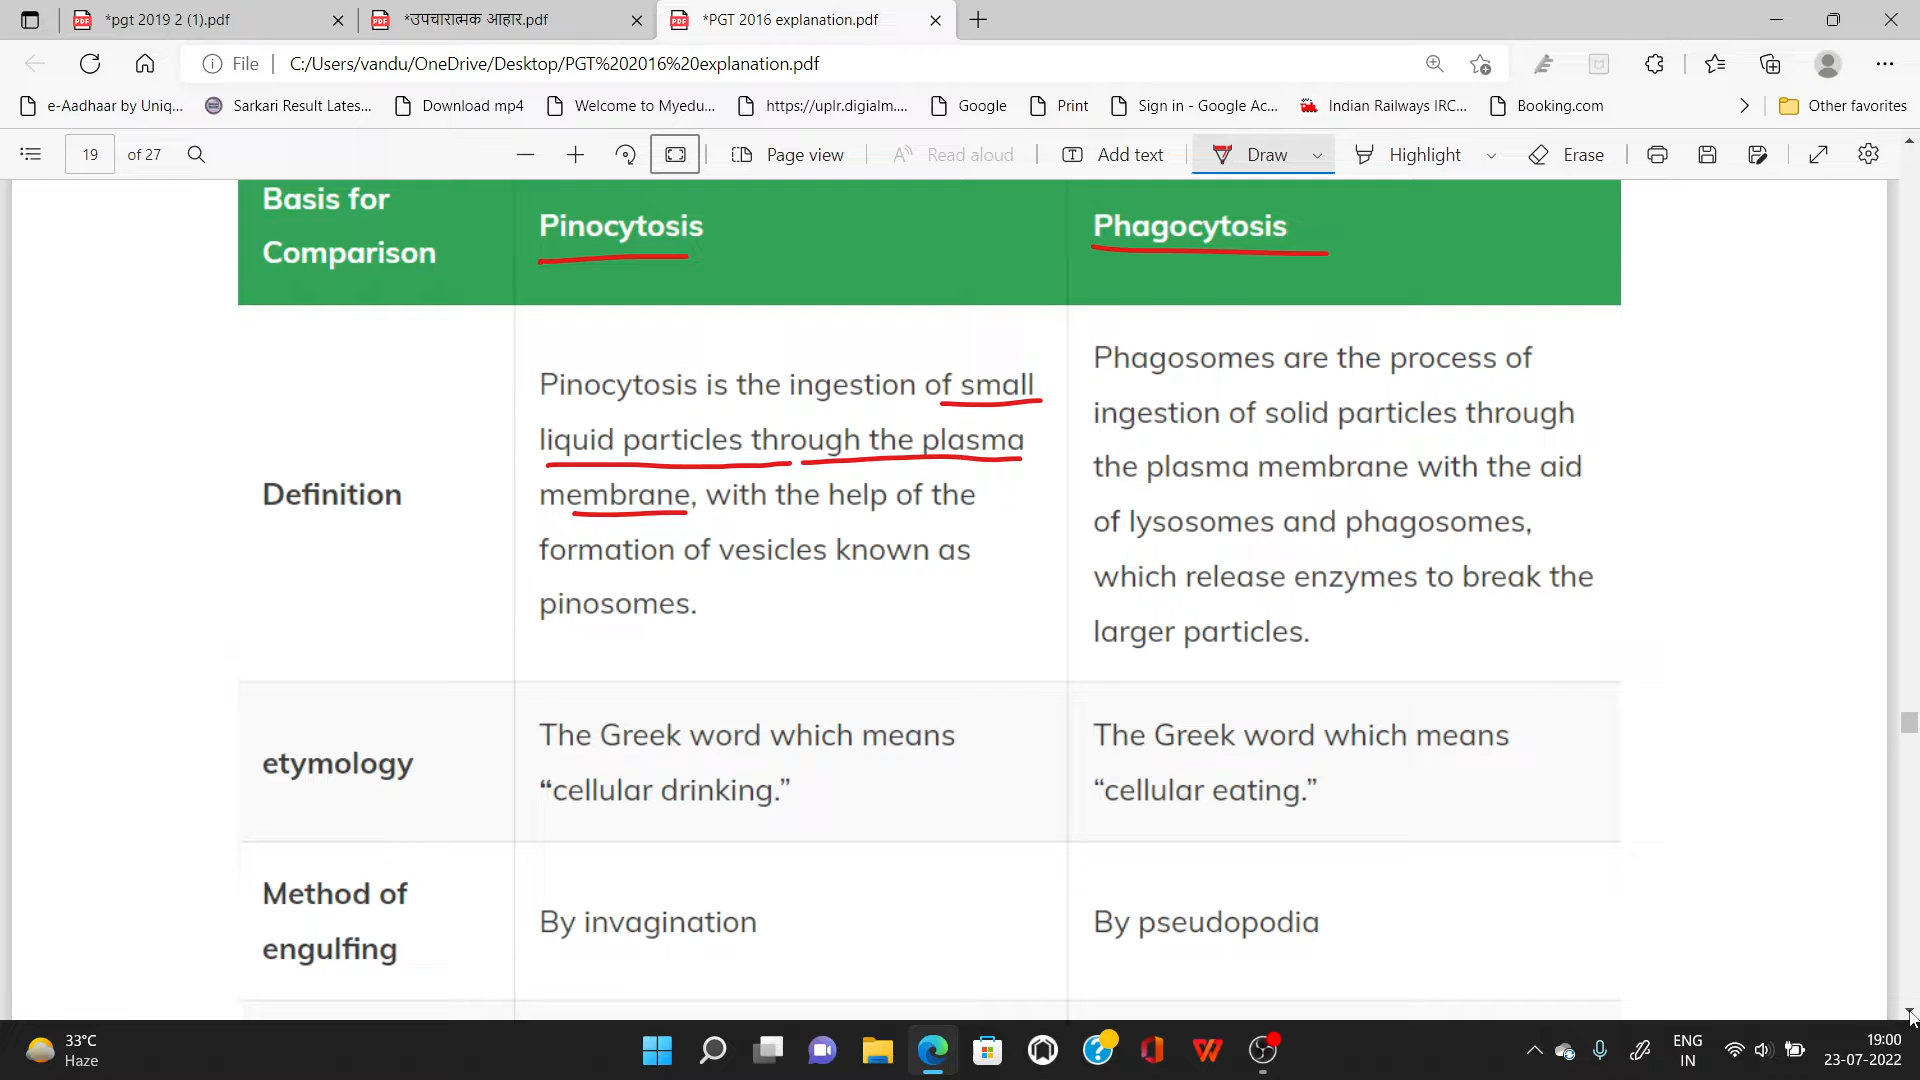 *pgt 2019 2 (1).pdf
*उपचारात्मक आहार.pdf
*PGT 2016 explanation.pdf
File
C:/Users/vandu/OneDrive/Desktop/PGT%202016%20explanation.pdf
e-Aadhaar by Uniq...
Sarkari Result Lates...
Download mp4
Welcome to Myedu...
https://uplr.digialm....
Google
Print
Sign in - Google Ac...
Indian Railways IRC...
Booking.com
Other favorites
19
of 27
Page view
Read aloud
Add text
Draw
Highlight
Erase
Basis for
Comparison
Pinocytosis
Phagocytosis
Definition
Pinocytosis is the ingestion of small
liquid particles through the plasma
membrane, with the help of the
formation of vesicles known as
pinosomes.
Phagosomes are the process of
ingestion of solid particles through
the plasma membrane with the aid
of lysosomes and phagosomes,
which release enzymes to break the
larger particles.
etymology
The Greek word which means
“cellular drinking.”
The Greek word which means
“cellular eating.”
Method of
engulfing
By invagination
By pseudopodia
33°C
Haze
ENG
IN
19:00
23-07-2022